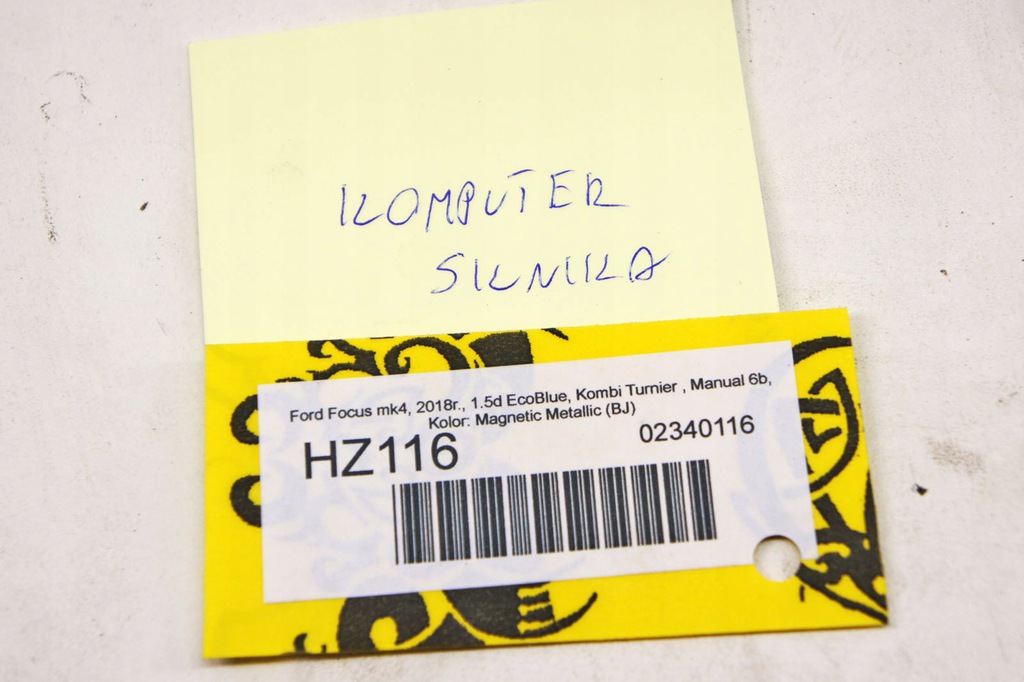 KOMPUTER
SILNIKA
Ford Focus mk4, 2018r., 1.5d EcoBlue, Kombi Turnier , Manual 6b,
Kolor: Magnetic Metallic (BJ)
HZ116
02340116